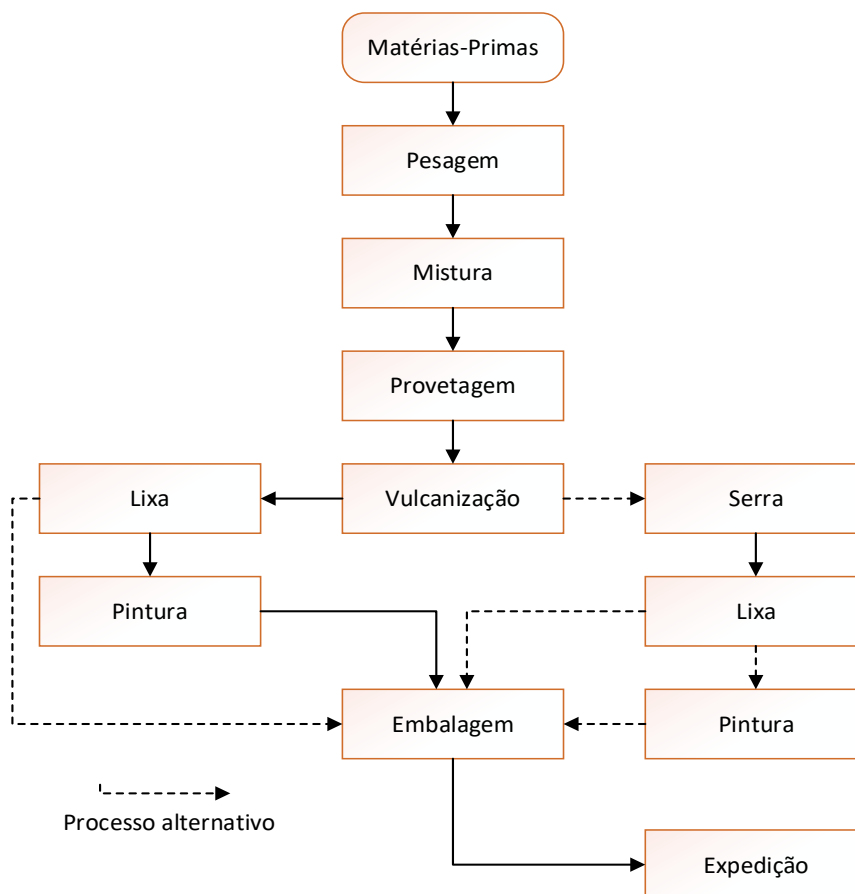 Matérias-Primas
Pesagem
Mistura
Provetagem
Lixa
Vulcanização
Serra
Pintura
Lixa
Embalagem
Pintura
Processo alternativo
Expedição